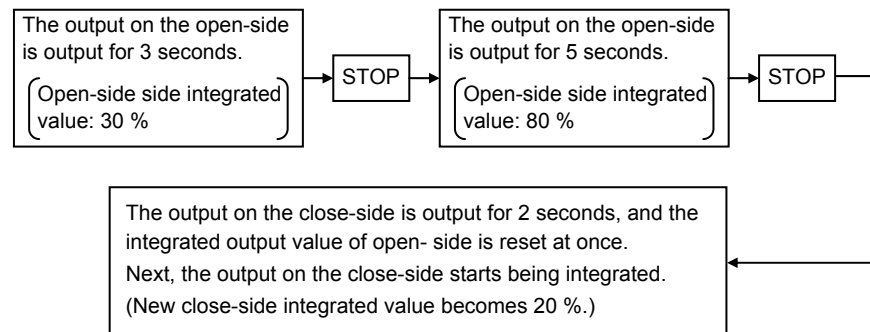 The output on the open-side
is output for 3 seconds.
Open-side side integrated
value: 30 %
STOP
The output on the open-side
is output for 5 seconds.
Open-side side integrated
value: 80 %
STOP
The output on the close-side is output for 2 seconds, and the
integrated output value of open- side is reset at once.
Next, the output on the close-side starts being integrated.
(New close-side integrated value becomes 20 %.)